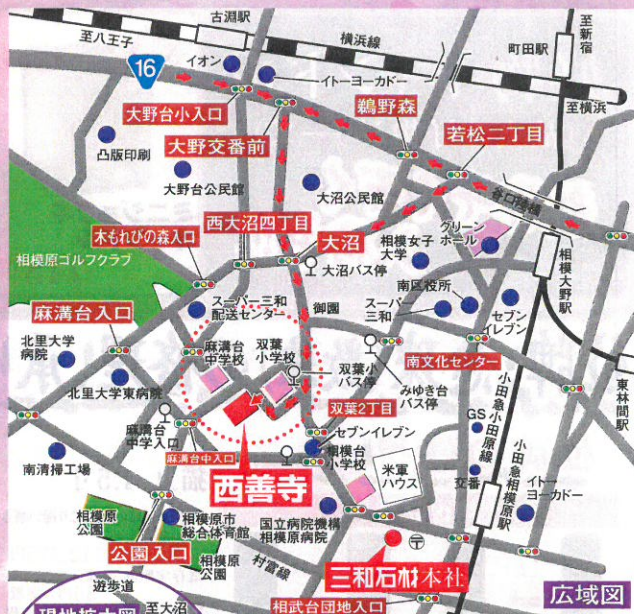 古淵駅
至八王子
横浜線
町田駅
至新宿
16
イオン
イトーヨーカドー
至横浜
大野台小入口
鵜野森
大野交番前
若松二丁目
凸版印刷
大野台公民館
大沼公民館
谷口陸橋
西大沼四丁目
大沼
グリーン
ホール
木もれびの森入口
相模女子
大学
相模原ゴルフクラブ
大沼バス停
相模大野駅
麻溝台入口
スーパー三和
配送センター
御園
スーパー
三和
南区役所
セブン
イレブン
北里大学
病院
麻溝台
中学校
双葉
小学校
双葉小
バス停
南文化センター
北里大学東病院
みゆき台
バス停
東林間駅
小田急小田原線
双葉2丁目
麻溝台
中学入口
セブンイレブン
GS
麻溝台中入口
相模台
小学校
交番
小田急相模原駅
南清掃工場
西善寺
米軍
ハウス
イトー
ヨーカドー
相模原
公園
相模原市
総合体育館
国立病院機構
相模原病院
公園入口
相模原
公園
村富線
三和石材本社
〒
遊歩道
至大沼
相武台団地入口
広域図
現地拡大図